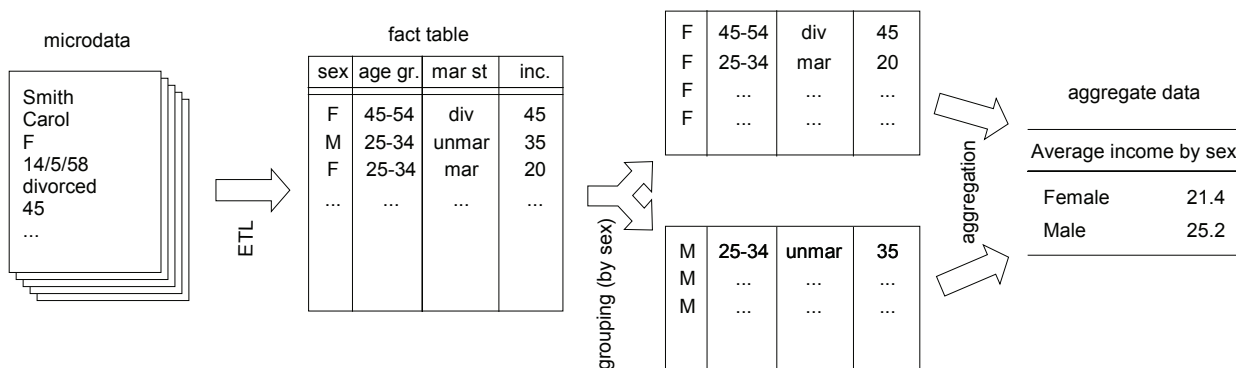 microdata
Smith
Carol
F
14/5/58
divorced
45
...
ETL
fact table
sex age gr. mar st inc.
F 45-54 div 45
M 25-34 unmar 35
F 25-34 mar 20
... ... ... ...
grouping (by sex)
F 45-54 div 45
F 25-34 mar 20
F ... ... ...
F ... ... ...
M 25-34 unmar 35
M ... ... ...
M ... ... ...
aggregation
aggregate data
Average income by sex
Female 21.4
Male 25.2